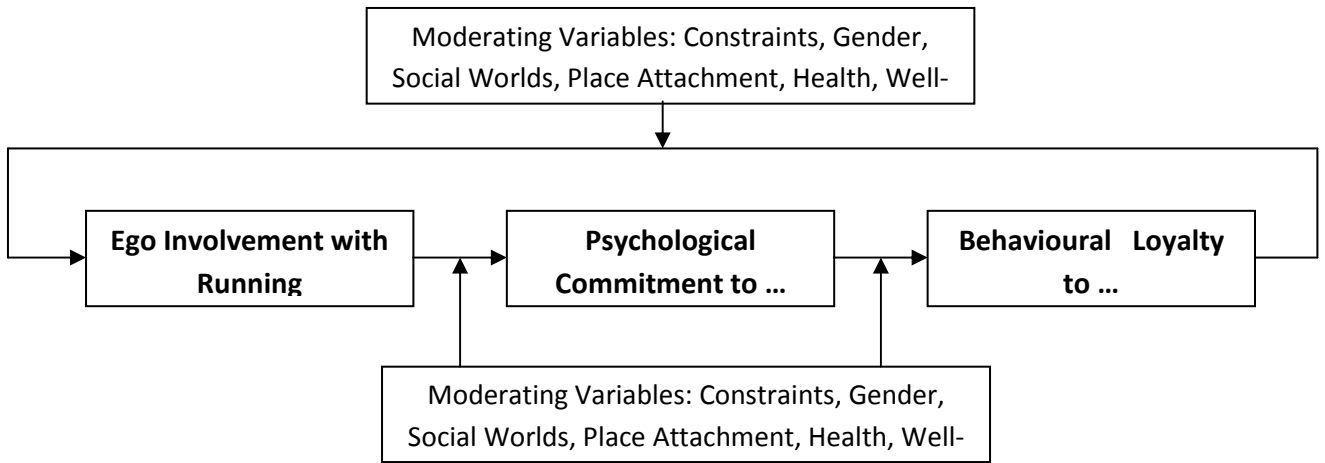 Moderating Variables: Constraints, Gender,
Social Worlds, Place Attachment, Health, Well-
Ego Involvement with
Running
Psychological
Commitment to …
Behavioural Loyalty
to …
Moderating Variables: Constraints, Gender,
Social Worlds, Place Attachment, Health, Well-